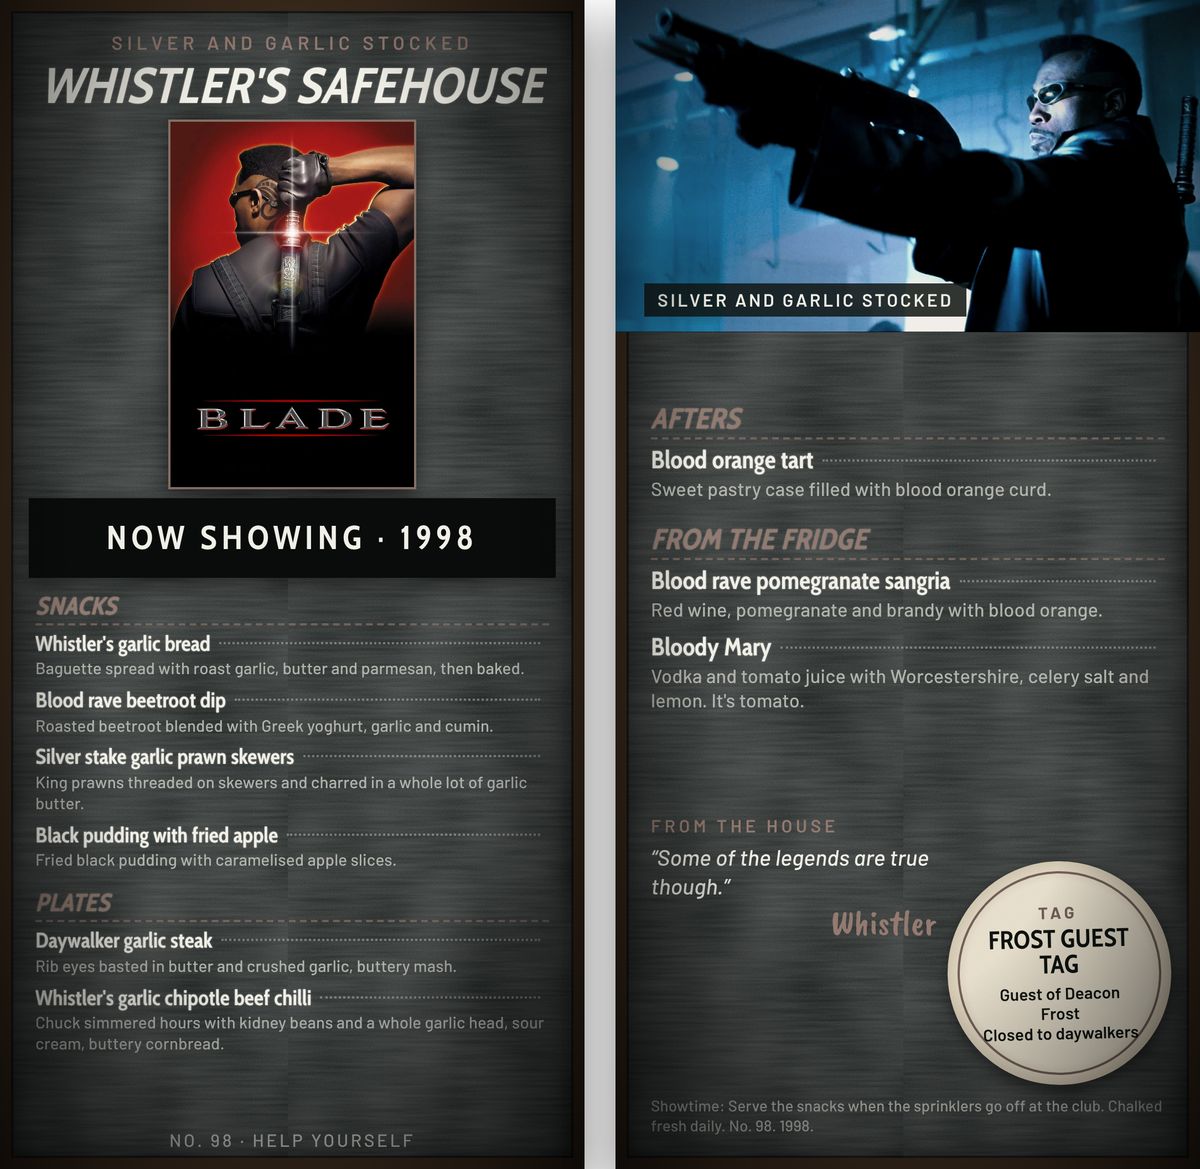 SILVER AND GARLIC STOCKED
WHISTLER'S SAFEHOUSE
BLADE
NOW SHOWING · 1998
SNACKS
Whistler's garlic bread
Baguette spread with roast garlic, butter and parmesan, then baked.
Blood rave beetroot dip
Roasted beetroot blended with Greek yoghurt, garlic and cumin.
Silver stake garlic prawn skewers
King prawns threaded on skewers and charred in a whole lot of garlic
butter.
Black pudding with fried apple
Fried black pudding with caramelised apple slices.
PLATES
Daywalker garlic steak
Rib eyes basted in butter and crushed garlic, buttery mash.
Whistler's garlic chipotle beef chilli
Chuck simmered hours with kidney beans and a whole garlic head, sour
cream, buttery cornbread.
NO. 98 · HELP YOURSELF
SILVER AND GARLIC STOCKED
AFTERS
Blood orange tart
Sweet pastry case filled with blood orange curd.
FROM THE FRIDGE
Blood rave pomegranate sangria
Red wine, pomegranate and brandy with blood orange.
Bloody Mary
Vodka and tomato juice with Worcestershire, celery salt and
lemon. It's tomato.
FROM THE HOUSE
“Some of the legends are true
though.”
Whistler
TAG
FROST GUEST
TAG
Guest of Deacon
Frost
Closed to daywalkers
Showtime: Serve the snacks when the sprinklers go off at the club. Chalked
fresh daily. No. 98. 1998.